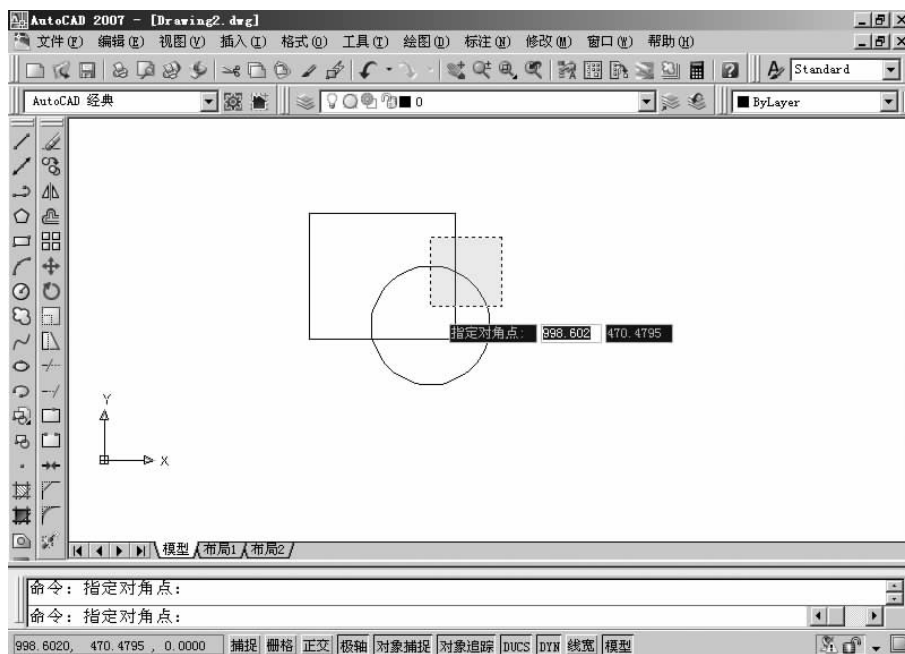 AutoCAD 2007 - [Drawing2.dwg]
文件(F) 编辑(E) 视图(V) 插入(I) 格式(O) 工具(T) 绘图(D) 标注(N) 修改(M) 窗口(W) 帮助(H)
Standard
AutoCAD 经典 0 ByLayer
指定对角点: 998.602 470.4795
Y
X
模型 布局1 布局2
命令: 指定对角点:
命令: 指定对角点:
998.6020, 470.4795 , 0.0000 捕捉 栅格 正交 极轴 对象捕捉 对象追踪 DUCS DYN 线宽 模型